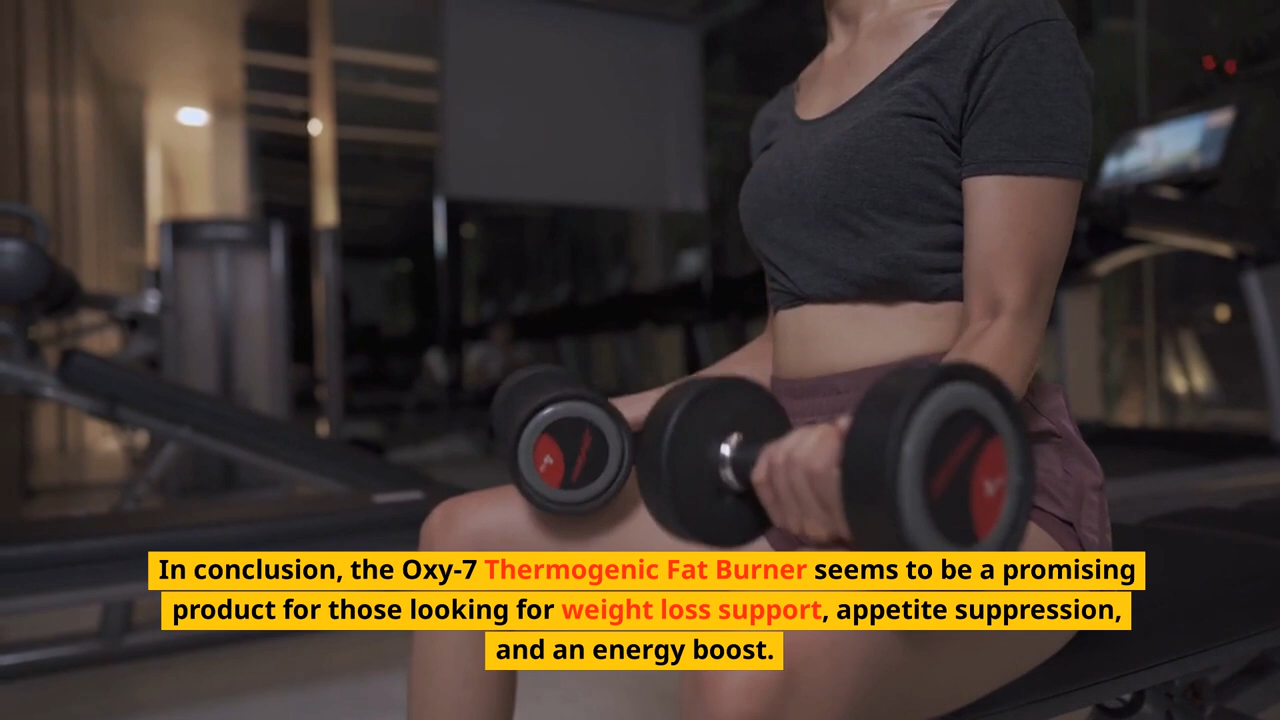 In conclusion, the Oxy-7 Thermogenic Fat Burner seems to be a promising
product for those looking for weight loss support, appetite suppression,
and an energy boost.